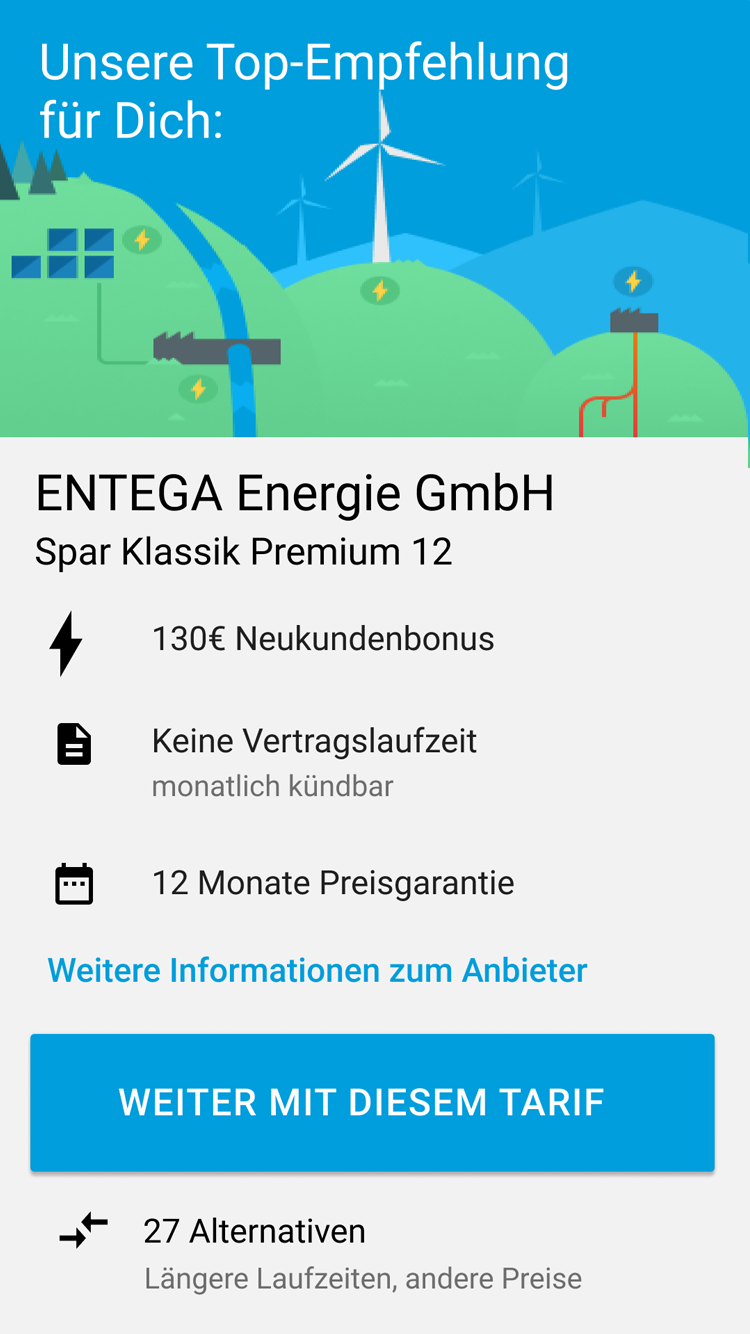 Unsere Top-Empfehlung
für Dich:
ENTEGA Energie GmbH
Spar Klassik Premium 12
130€ Neukundenbonus
Keine Vertragslaufzeit
monatlich kündbar
12 Monate Preisgarantie
Weitere Informationen zum Anbieter
WEITER MIT DIESEM TARIF
27 Alternativen
Längere Laufzeiten, andere Preise